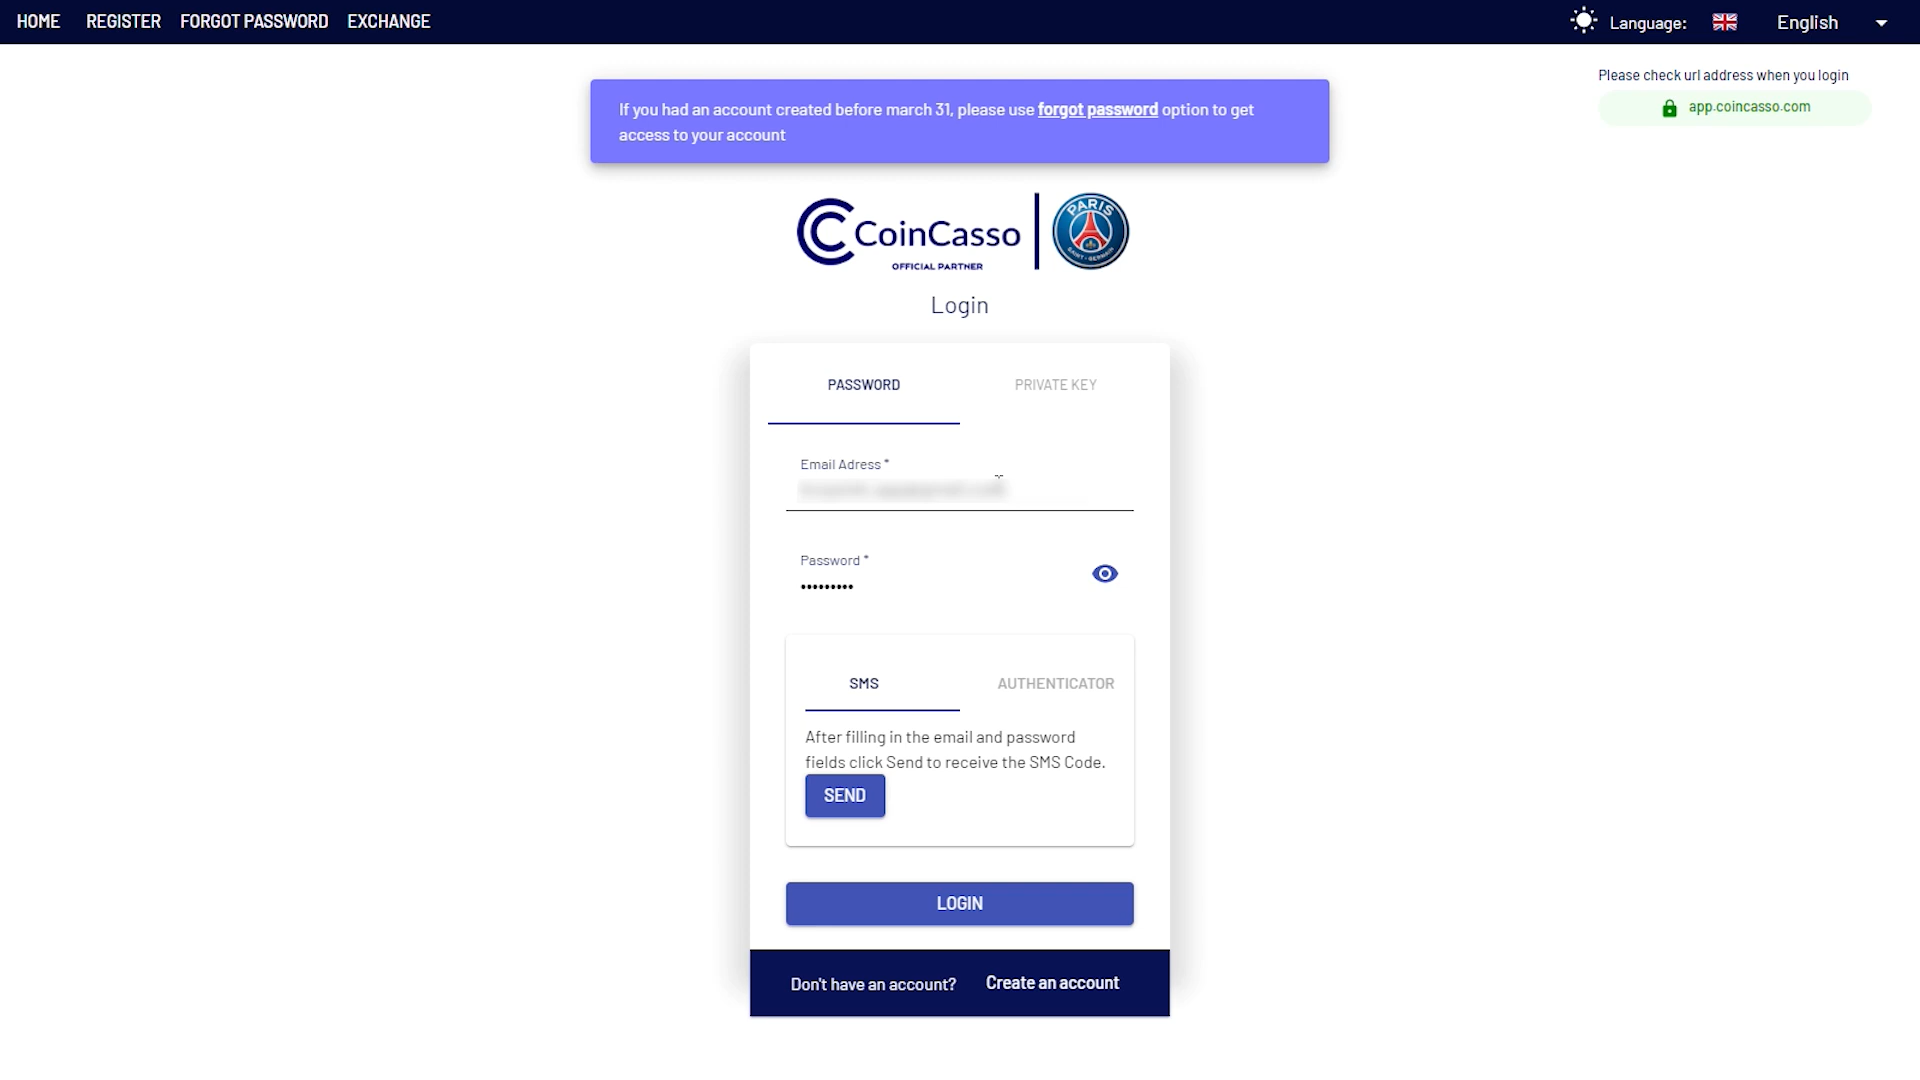 HOME REGISTER FORGOT PASSWORD EXCHANGE Language: English
Please check url address when you login
app.coincasso.com
If you had an account created before march 31, please use forgot password option to get
access to your account
CoinCasso
OFFICIAL PARTNER
PARIS
SAINT-GERMAIN
Login
PASSWORD PRIVATE KEY
Email Adress *
Password *
•••••••••
SMS AUTHENTICATOR
After filling in the email and password
fields click Send to receive the SMS Code.
SEND
LOGIN
Don't have an account? Create an account